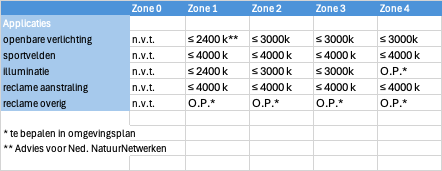 Zone 0 Zone 1 Zone 2 Zone 3 Zone 4
Applicaties
openbare verlichting n.v.t. ≤ 2400 k** ≤ 3000k ≤ 3000k ≤ 3000k
sportvelden n.v.t. ≤ 4000 k ≤ 4000 k ≤ 4000 k ≤ 4000 k
illuminatie n.v.t. ≤ 2400 k ≤ 3000 k ≤ 3000k O.P.*
reclame aanstraling n.v.t. ≤ 4000 k ≤ 4000 k ≤ 4000 k ≤ 4000 k
reclame overig n.v.t. O.P.* O.P.* O.P.* O.P.*
* te bepalen in omgevingsplan
** Advies voor Ned. NatuurNetwerken